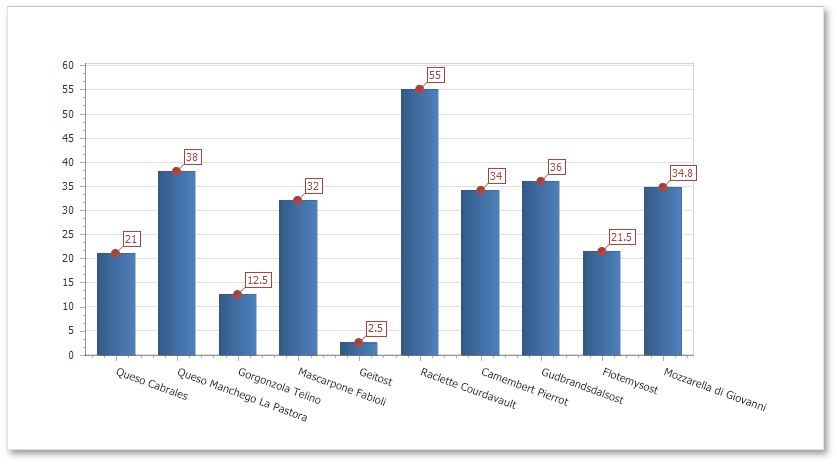 60
55
50
45
40
35
30
25
20
15
10
5
0
21
38
12.5
32
2.5
55
34
36
21.5
34.8
Queso Cabrales
Queso Manchego La Pastora
Gorgonzola Telino
Mascarpone Fabioli
Geitost
Raclette Courdavault
Camembert Pierrot
Gudbrandsdalsost
Flotemysost
Mozzarella di Giovanni